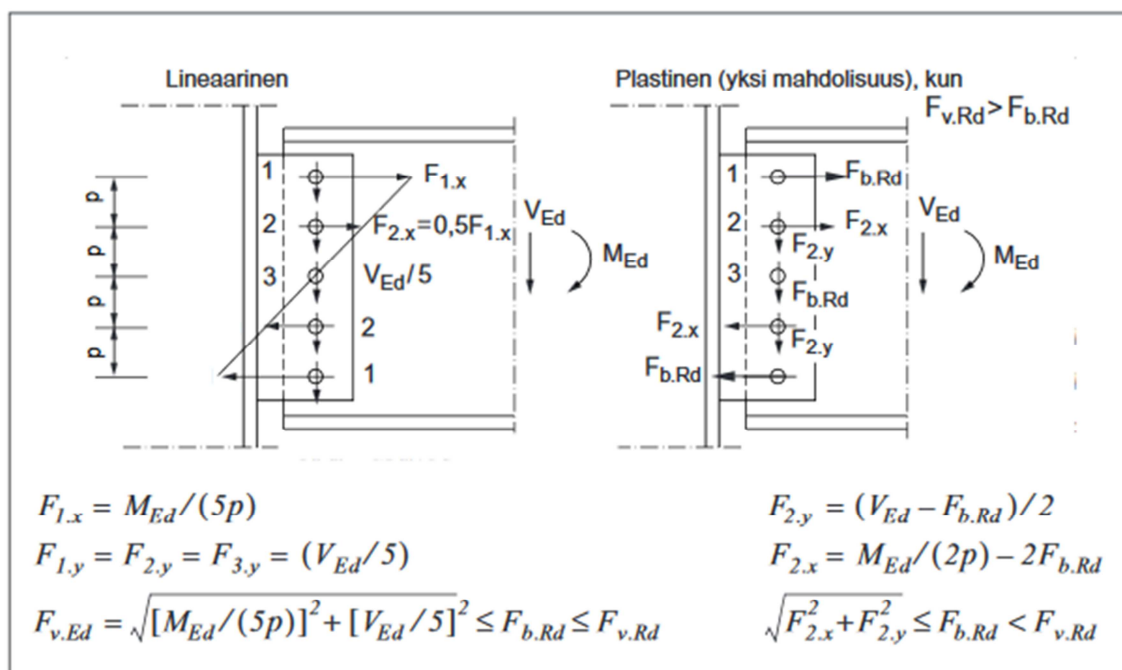 Lineaarinen
Plastinen (yksi mahdolisuus), kun
F_{v.Rd} > F_{b.Rd}
p
p
p
p
1
F_{1.x}
2
F_{2.x}=0,5F_{1.x}
3
V_{Ed}/5
2
1
V_{Ed}
M_{Ed}
1
F_{b.Rd}
2
F_{2.x}
F_{2.y}
3
F_{b.Rd}
F_{2.x}
F_{2.y}
F_{b.Rd}
V_{Ed}
M_{Ed}
F_{1.x} = M_{Ed}/(5p)
F_{1.y} = F_{2.y} = F_{3.y} = (V_{Ed}/5)
F_{v.Ed} = √([M_{Ed}/(5p)]² + [V_{Ed}/5]²) ≤ F_{b.Rd} ≤ F_{v.Rd}
F_{2.y} = (V_{Ed} – F_{b.Rd})/2
F_{2.x} = M_{Ed}/(2p) – 2F_{b.Rd}
√(F²_{2.x} + F²_{2.y}) ≤ F_{b.Rd} < F_{v.Rd}